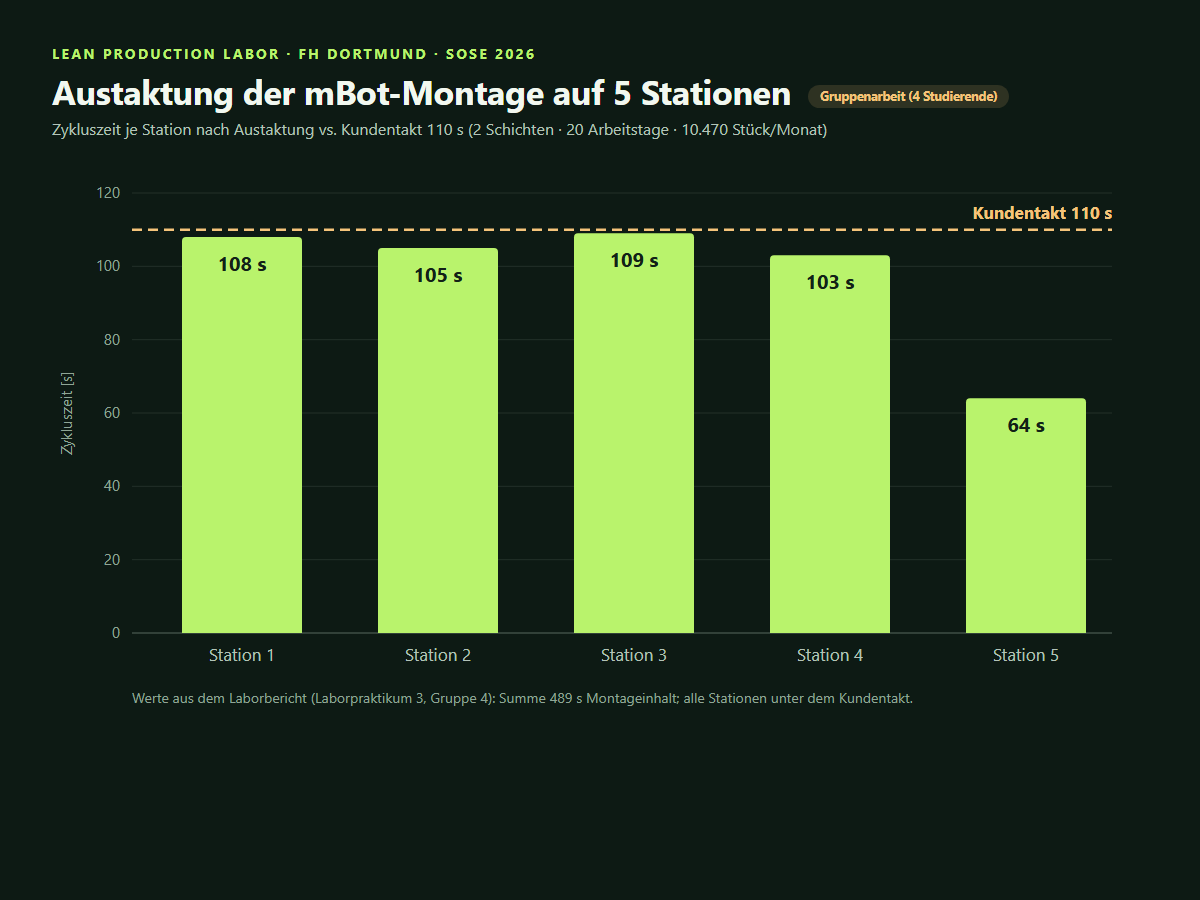 LEAN PRODUCTION LABOR · FH DORTMUND · SOSE 2026
Austaktung der mBot-Montage auf 5 Stationen
Gruppenarbeit (4 Studierende)
Zykluszeit je Station nach Austaktung vs. Kundentakt 110 s (2 Schichten · 20 Arbeitstage · 10.470 Stück/Monat)
120
Kundentakt 110 s
100
80
60
40
20
0
Zykluszeit [s]
108 s
105 s
109 s
103 s
64 s
Station 1
Station 2
Station 3
Station 4
Station 5
Werte aus dem Laborbericht (Laborpraktikum 3, Gruppe 4): Summe 489 s Montageinhalt; alle Stationen unter dem Kundentakt.